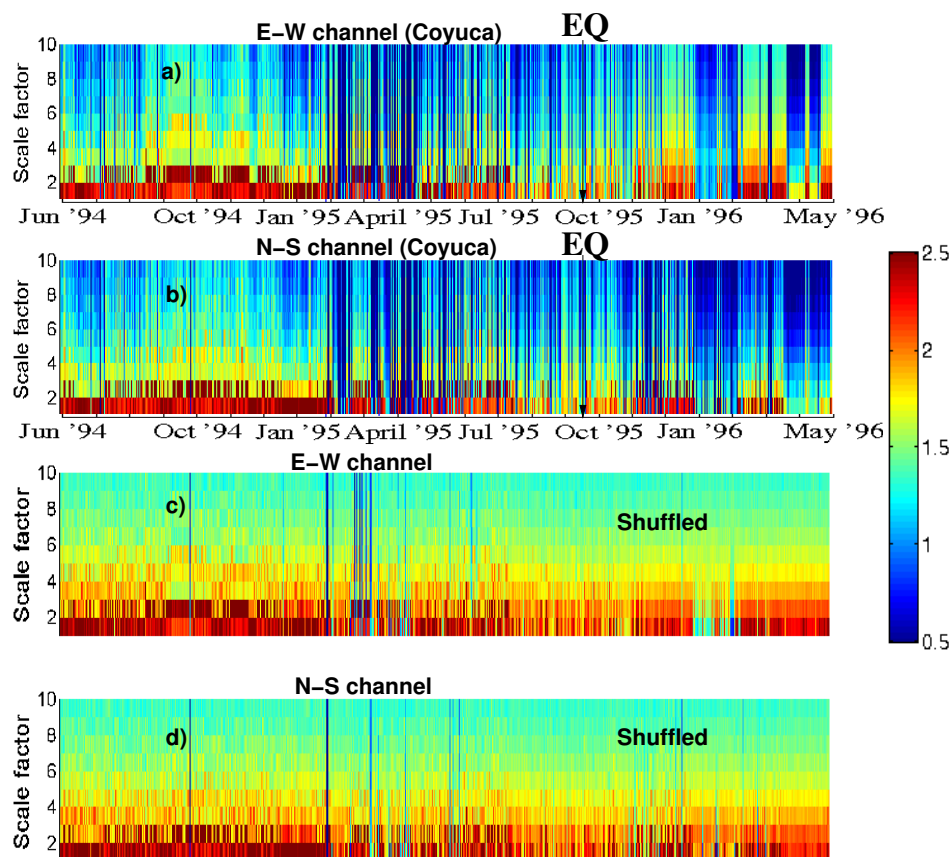 E−W channel (Coyuca)
EQ
a)
Scale factor
10
8
6
4
2
Jun '94 Oct '94 Jan '95 April '95 Jul '95 Oct '95 Jan '96 May '96
N−S channel (Coyuca)
EQ
b)
Scale factor
10
8
6
4
2
Jun '94 Oct '94 Jan '95 April '95 Jul '95 Oct '95 Jan '96 May '96
2.5
2
1.5
1
0.5
E−W channel
c)
Shuffled
Scale factor
10
8
6
4
2
N−S channel
d)
Shuffled
Scale factor
10
8
6
4
2